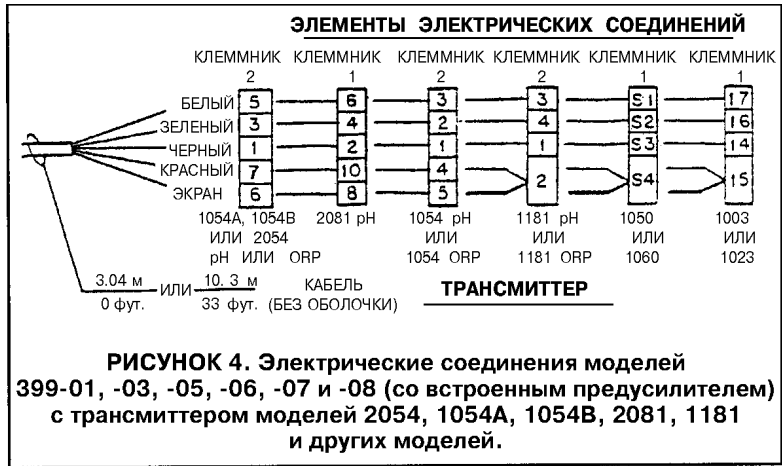 ЭЛЕМЕНТЫ ЭЛЕКТРИЧЕСКИХ СОЕДИНЕНИЙ
КЛЕММНИК КЛЕММНИК КЛЕММНИК КЛЕММНИК КЛЕММНИК КЛЕММНИК
2 1 2 2 1 1
БЕЛЫЙ 5 6 3 3 S1 17
ЗЕЛЕНЫЙ 3 4 2 4 S2 16
ЧЕРНЫЙ 1 2 1 1 S3 14
КРАСНЫЙ 7 10 4 2 S4 15
ЭКРАН 6 8 5
1054A, 1054B 2081 pH 1054 pH 1181 pH 1050 1003
ИЛИ 2054 ИЛИ ИЛИ ИЛИ ИЛИ
pH ИЛИ ORP 1054 ORP 1181 ORP 1060 1023
3.04 м ИЛИ 10. 3 м КАБЕЛЬ
0 фут. 33 фут. (БЕЗ ОБОЛОЧКИ) ТРАНСМИТТЕР
РИСУНОК 4. Электрические соединения моделей
399-01, -03, -05, -06, -07 и -08 (со встроенным предусилителем)
с трансмиттером моделей 2054, 1054A, 1054B, 2081, 1181
и других моделей.